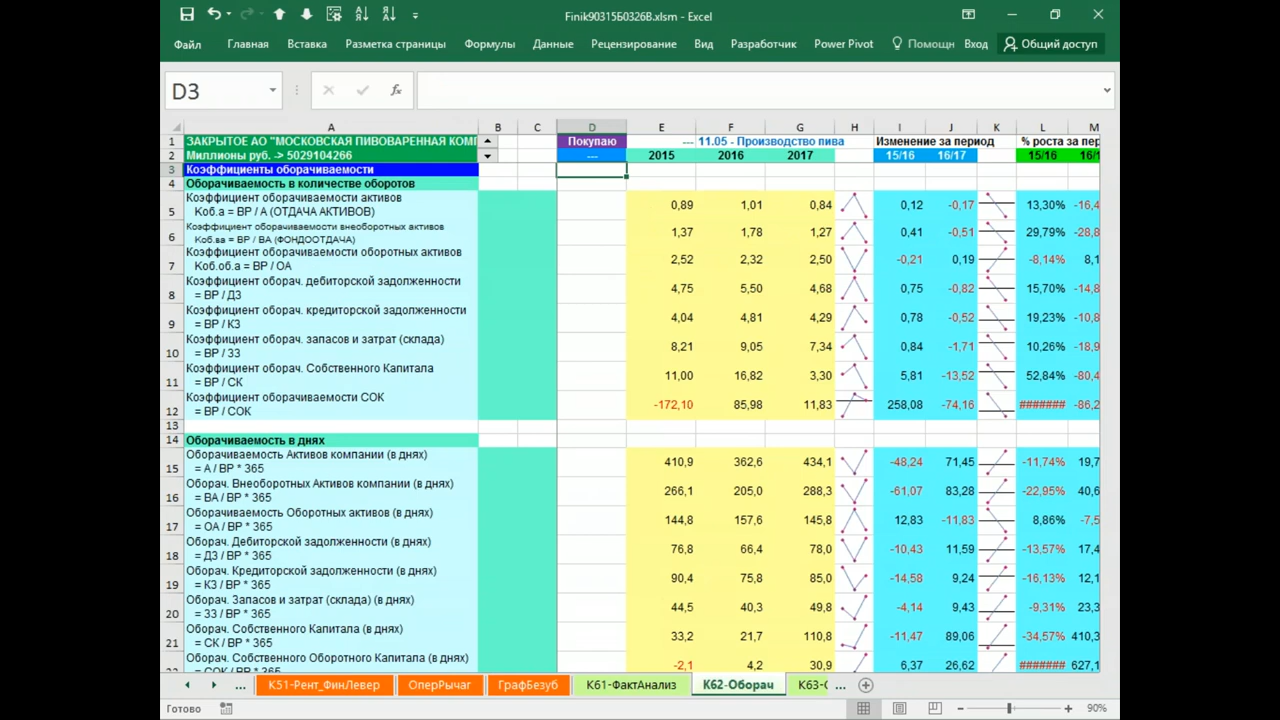 Finik90315Б0326В.xlsm - Excel
Файл Главная Вставка Разметка страницы Формулы Данные Рецензирование Вид Разработчик Power Pivot Помощн Вход Общий доступ
D3 fx
A B C D E F G H I J K L M
1 ЗАКРЫТОЕ АО "МОСКОВСКАЯ ПИВОВАРЕННАЯ КОМП Покупаю --- 11.05 - Производство пива Изменение за период % роста за пер
2 Миллионы руб. -> 5029104266 --- 2015 2016 2017 15/16 16/17 15/16 16/1
3 Коэффициенты оборачиваемости
4 Оборачиваемость в количестве оборотов
Коэффициент оборачиваемости активов
5 Коб.а = ВР / А (ОТДАЧА АКТИВОВ) 0,89 1,01 0,84 0,12 -0,17 13,30% -16,4
Коэффициент оборачиваемости внеоборотных активов
6 Коб.ва = ВР / ВА (ФОНДООТДАЧА) 1,37 1,78 1,27 0,41 -0,51 29,79% -28,8
Коэффициент оборачиваемости оборотных активов
7 Коб.об.а = ВР / ОА 2,52 2,32 2,50 -0,21 0,19 -8,14% 8,1
Коэффициент оборач. дебиторской задолженности
8 = ВР / ДЗ 4,75 5,50 4,68 0,75 -0,82 15,70% -14,8
Коэффициент оборач. кредиторской задолженности
9 = ВР / КЗ 4,04 4,81 4,29 0,78 -0,52 19,23% -10,8
Коэффициент оборач. запасов и затрат (склада)
10 = ВР / ЗЗ 8,21 9,05 7,34 0,84 -1,71 10,26% -18,9
Коэффициент оборач. Собственного Капитала
11 = ВР / СК 11,00 16,82 3,30 5,81 -13,52 52,84% -80,4
Коэффициент оборачиваемости СОК
12 = ВР / СОК -172,10 85,98 11,83 258,08 -74,16 ####### -86,2
13
14 Оборачиваемость в днях
Оборачиваемость Активов компании (в днях)
15 = А / ВР * 365 410,9 362,6 434,1 -48,24 71,45 -11,74% 19,7
Оборач. Внеоборотных Активов компании (в днях)
16 = ВА / ВР * 365 266,1 205,0 288,3 -61,07 83,28 -22,95% 40,6
Оборачиваемость Оборотных активов (в днях)
17 = ОА / ВР * 365 144,8 157,6 145,8 12,83 -11,83 8,86% -7,5
Оборач. Дебиторской задолженности (в днях)
18 = ДЗ / ВР * 365 76,8 66,4 78,0 -10,43 11,59 -13,57% 17,4
Оборач. Кредиторской задолженности (в днях)
19 = КЗ / ВР * 365 90,4 75,8 85,0 -14,58 9,24 -16,13% 12,1
Оборач. Запасов и затрат (склада) (в днях)
20 = ЗЗ / ВР * 365 44,5 40,3 49,8 -4,14 9,43 -9,31% 23,3
Оборач. Собственного Капитала (в днях)
21 = СК / ВР * 365 33,2 21,7 110,8 -11,47 89,06 -34,57% 410,3
Оборач. Собственного Оборотного Капитала (в днях)
22 = СОК / ВР * 365 -2,1 4,2 30,9 6,37 26,62 ####### 627,1
... К51-Рент_ФинЛевер ОперРычаг ГрафБезуб К61-ФактАнализ К62-Оборач К63-С ...
Готово 90%